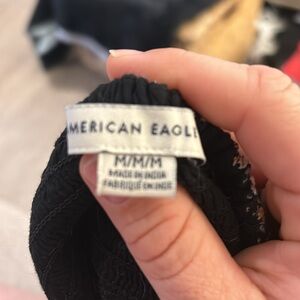 MERICAN EAGLE
M/M/M
MADE IN INDIA
FABRIQUÉ EN INDE